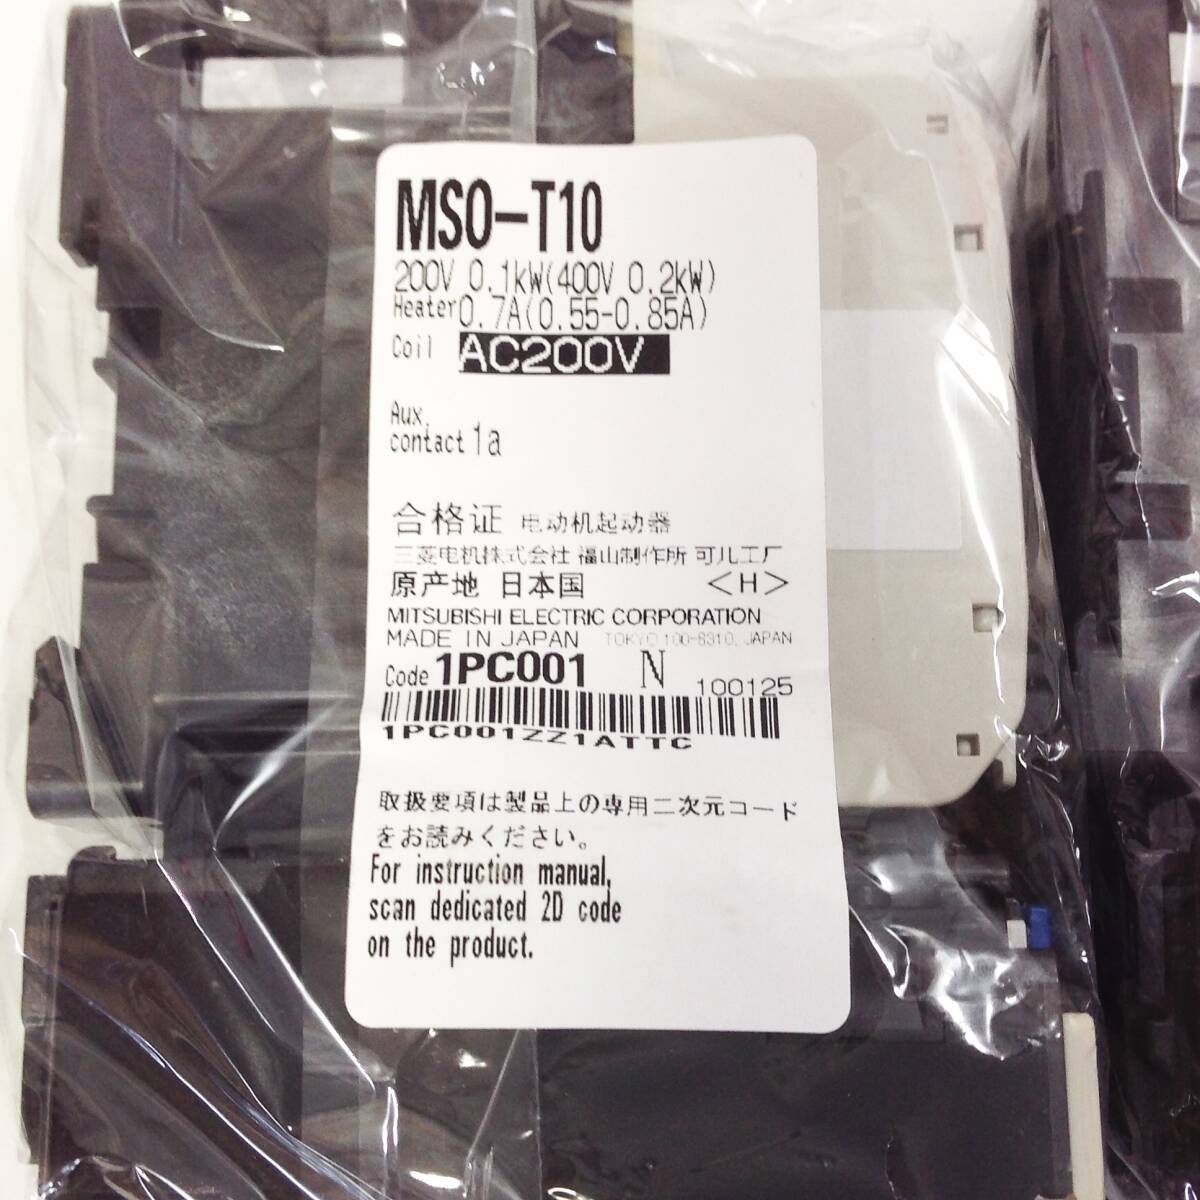 MSO-T10
200V 0.1kW(400V 0.2kW)
Heater 0.7A(0.55-0.85A)
Coil AC200V
Aux.
contact 1a
合格证 电动机起动器
三菱电机株式会社 福山制作所 可儿工厂
原产地 日本国 <H>
MITSUBISHI ELECTRIC CORPORATION
MADE IN JAPAN TOKYO 100-8310, JAPAN
Code 1PC001 N 100125
1PC001ZZ1ATTC
取扱要項は製品上の専用二次元コード
をお読みください。
For instruction manual,
scan dedicated 2D code
on the product.